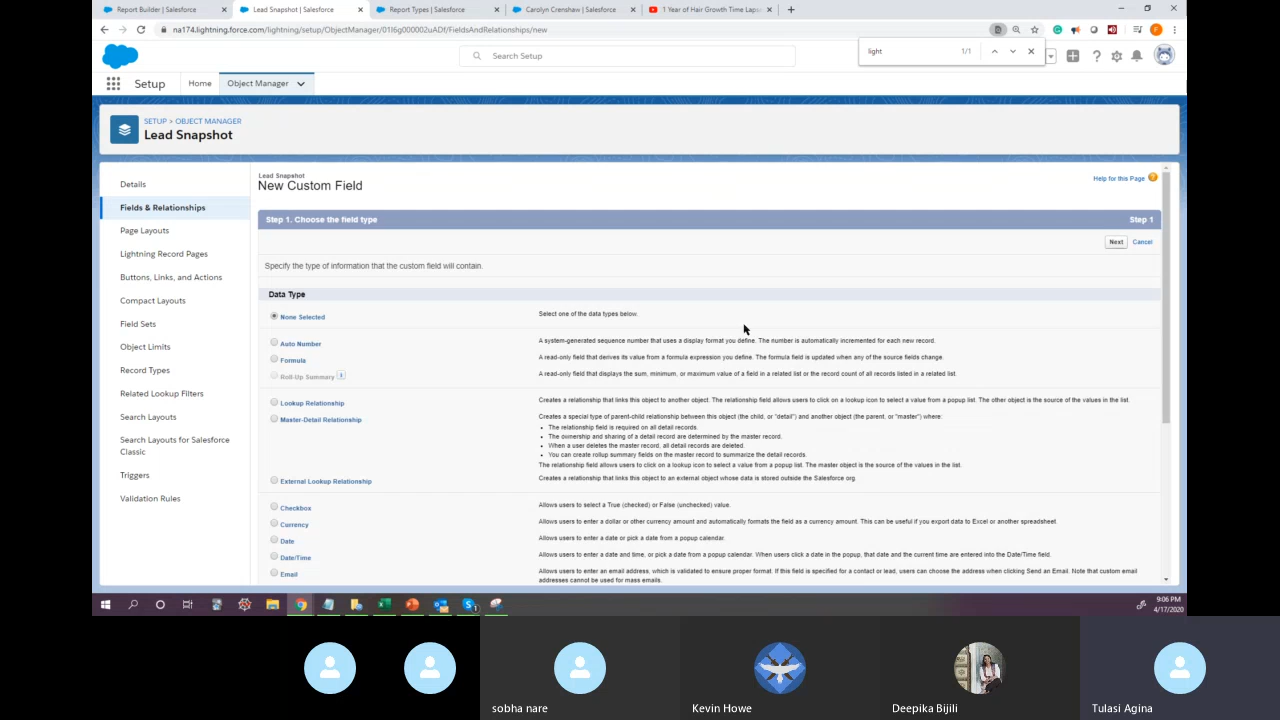 Report Builder | Salesforce
Lead Snapshot | Salesforce
Report Types | Salesforce
Carolyn Crenshaw | Salesforce
1 Year of Hair Growth Time Laps
na174.lightning.force.com/lightning/setup/ObjectManager/01I6g000002uADf/FieldsAndRelationships/new
light
1/1
Search Setup
Setup
Home
Object Manager
SETUP > OBJECT MANAGER
Lead Snapshot
Details
Fields & Relationships
Page Layouts
Lightning Record Pages
Buttons, Links, and Actions
Compact Layouts
Field Sets
Object Limits
Record Types
Related Lookup Filters
Search Layouts
Search Layouts for Salesforce
Classic
Triggers
Validation Rules
Lead Snapshot
New Custom Field
Help for this Page
Step 1. Choose the field type
Step 1
Next
Cancel
Specify the type of information that the custom field will contain.
Data Type
None Selected
Select one of the data types below.
Auto Number
A system-generated sequence number that uses a display format you define. The number is automatically incremented for each new record.
Formula
A read-only field that derives its value from a formula expression you define. The formula field is updated when any of the source fields change.
Roll-Up Summary
A read-only field that displays the sum, minimum, or maximum value of a field in a related list or the record count of all records listed in a related list.
Lookup Relationship
Creates a relationship that links this object to another object. The relationship field allows users to click on a lookup icon to select a value from a popup list. The other object is the source of the values in the list.
Master-Detail Relationship
Creates a special type of parent-child relationship between this object (the child, or "detail") and another object (the parent, or "master") where:
• The relationship field is required on all detail records.
• The ownership and sharing of a detail record are determined by the master record.
• When a user deletes the master record, all detail records are deleted.
• You can create rollup summary fields on the master record to summarize the detail records.
The relationship field allows users to click on a lookup icon to select a value from a popup list. The master object is the source of the values in the list.
External Lookup Relationship
Creates a relationship that links this object to an external object whose data is stored outside the Salesforce org.
Checkbox
Allows users to select a True (checked) or False (unchecked) value.
Currency
Allows users to enter a dollar or other currency amount and automatically formats the field as a currency amount. This can be useful if you export data to Excel or another spreadsheet.
Date
Allows users to enter a date or pick a date from a popup calendar.
Date/Time
Allows users to enter a date and time, or pick a date from a popup calendar. When users click a date in the popup, that date and the current time are entered into the Date/Time field.
Email
Allows users to enter an email address, which is validated to ensure proper format. If this field is specified for a contact or lead, users can choose the address when clicking Send an Email. Note that custom email
addresses cannot be used for mass emails.
9:06 PM
4/17/2020
sobha nare
Kevin Howe
Deepika Bijili
Tulasi Agina